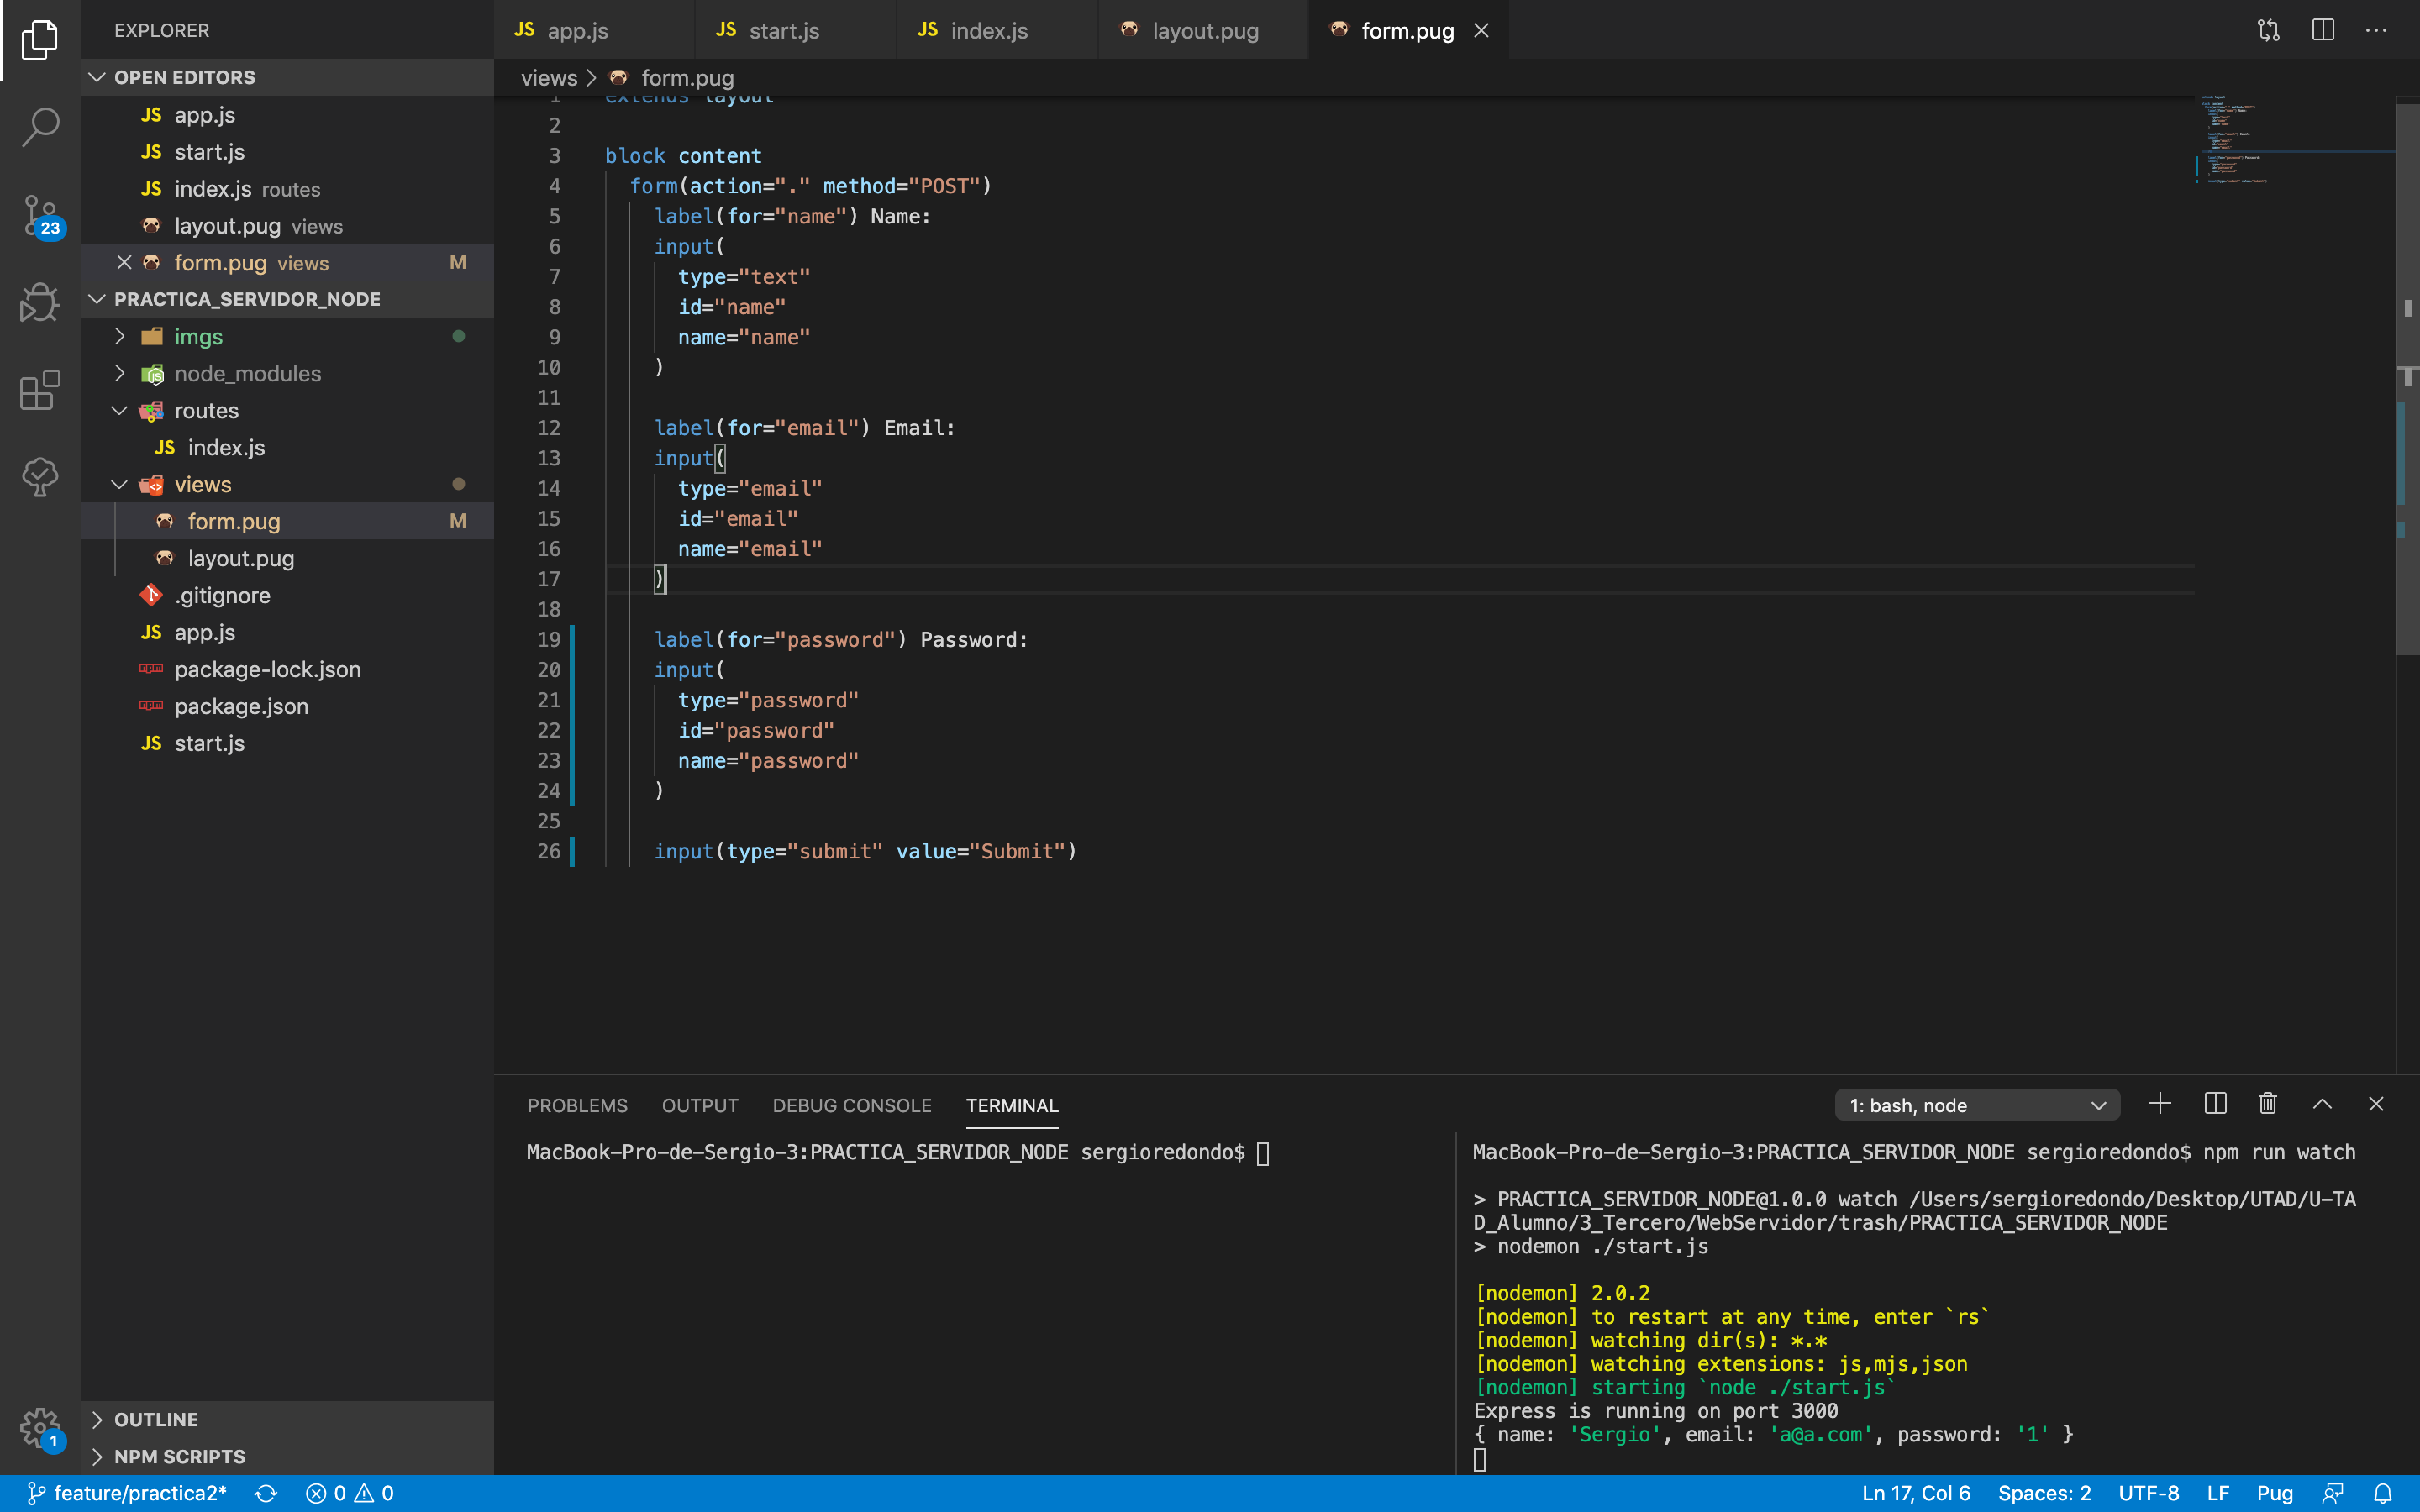 EXPLORER
OPEN EDITORS
JS app.js
JS start.js
JS index.js routes
layout.pug views
form.pug views M
PRACTICA_SERVIDOR_NODE
imgs
node_modules
routes
JS index.js
views
form.pug M
layout.pug
.gitignore
JS app.js
package-lock.json
package.json
JS start.js
OUTLINE
NPM SCRIPTS
23
1
JS app.js
JS start.js
JS index.js
layout.pug
form.pug
views > form.pug
1 extends layout
2
3 block content
4 form(action="." method="POST")
5 label(for="name") Name:
6 input(
7 type="text"
8 id="name"
9 name="name"
10 )
11
12 label(for="email") Email:
13 input(
14 type="email"
15 id="email"
16 name="email"
17 )
18
19 label(for="password") Password:
20 input(
21 type="password"
22 id="password"
23 name="password"
24 )
25
26 input(type="submit" value="Submit")
PROBLEMS OUTPUT DEBUG CONSOLE TERMINAL
1: bash, node
MacBook-Pro-de-Sergio-3:PRACTICA_SERVIDOR_NODE sergioredondo$
MacBook-Pro-de-Sergio-3:PRACTICA_SERVIDOR_NODE sergioredondo$ npm run watch
> PRACTICA_SERVIDOR_NODE@1.0.0 watch /Users/sergioredondo/Desktop/UTAD/U-TA
D_Alumno/3_Tercero/WebServidor/trash/PRACTICA_SERVIDOR_NODE
> nodemon ./start.js
[nodemon] 2.0.2
[nodemon] to restart at any time, enter `rs`
[nodemon] watching dir(s): *.*
[nodemon] watching extensions: js,mjs,json
[nodemon] starting `node ./start.js`
Express is running on port 3000
{ name: 'Sergio', email: 'a@a.com', password: '1' }
feature/practica2* 0 0
Ln 17, Col 6 Spaces: 2 UTF-8 LF Pug